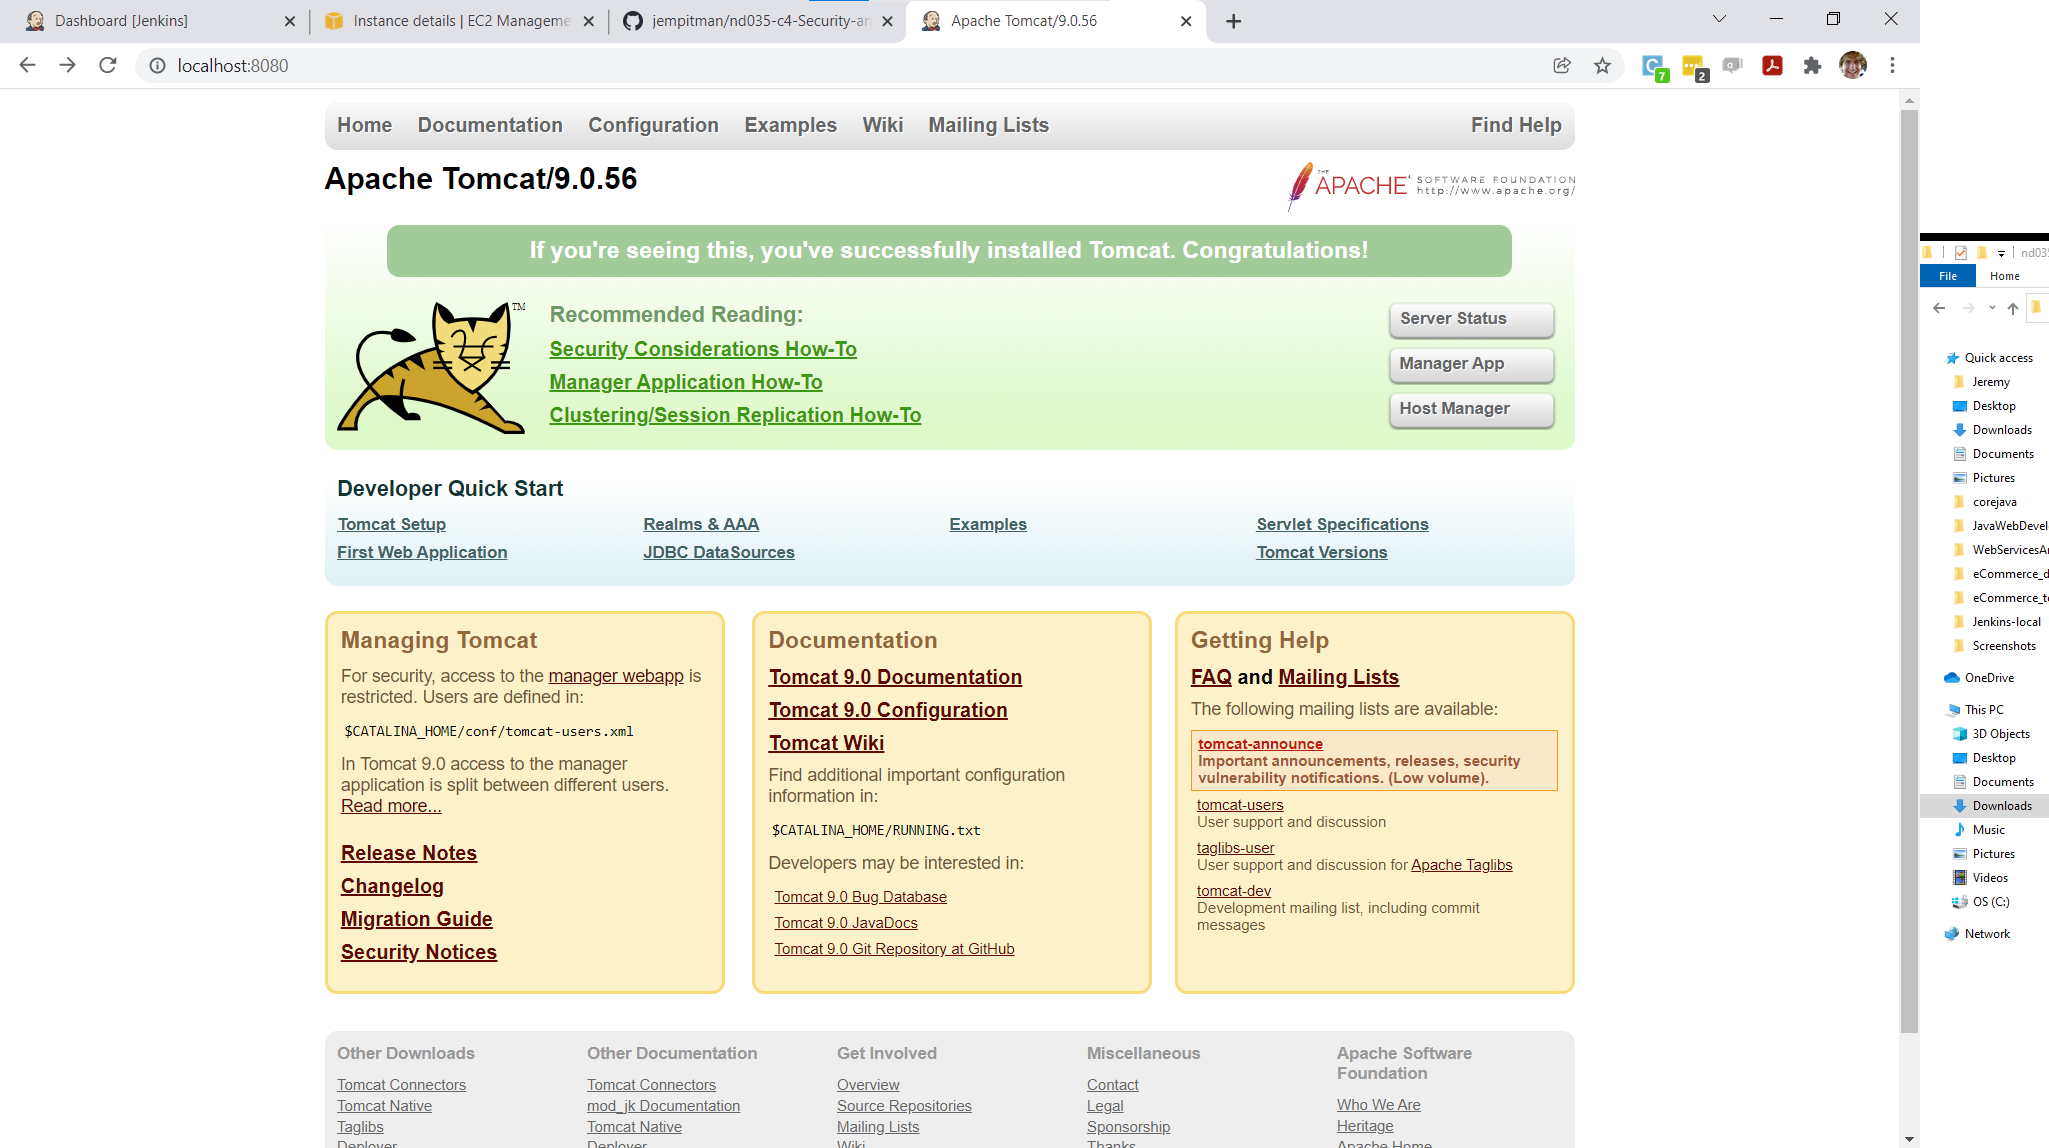 Dashboard [Jenkins]
Instance details | EC2 Manageme
jempitman/nd035-c4-Security-an
Apache Tomcat/9.0.56
localhost:8080
7
2
Home Documentation Configuration Examples Wiki Mailing Lists Find Help
Apache Tomcat/9.0.56
THE APACHE SOFTWARE FOUNDATION
http://www.apache.org/
If you're seeing this, you've successfully installed Tomcat. Congratulations!
TM
Recommended Reading:
Security Considerations How-To
Manager Application How-To
Clustering/Session Replication How-To
Server Status
Manager App
Host Manager
Developer Quick Start
Tomcat Setup
First Web Application
Realms & AAA
JDBC DataSources
Examples
Servlet Specifications
Tomcat Versions
Managing Tomcat
For security, access to the manager webapp is
restricted. Users are defined in:
$CATALINA_HOME/conf/tomcat-users.xml
In Tomcat 9.0 access to the manager
application is split between different users.
Read more...
Release Notes
Changelog
Migration Guide
Security Notices
Documentation
Tomcat 9.0 Documentation
Tomcat 9.0 Configuration
Tomcat Wiki
Find additional important configuration
information in:
$CATALINA_HOME/RUNNING.txt
Developers may be interested in:
Tomcat 9.0 Bug Database
Tomcat 9.0 JavaDocs
Tomcat 9.0 Git Repository at GitHub
Getting Help
FAQ and Mailing Lists
The following mailing lists are available:
tomcat-announce
Important announcements, releases, security
vulnerability notifications. (Low volume).
tomcat-users
User support and discussion
taglibs-user
User support and discussion for Apache Taglibs
tomcat-dev
Development mailing list, including commit
messages
Other Downloads
Tomcat Connectors
Tomcat Native
Taglibs
Deployer
Other Documentation
Tomcat Connectors
mod_jk Documentation
Tomcat Native
Deployer
Get Involved
Overview
Source Repositories
Mailing Lists
Wiki
Miscellaneous
Contact
Legal
Sponsorship
Thanks
Apache Software
Foundation
Who We Are
Heritage
Apache Home
nd035
File Home
Quick access
Jeremy
Desktop
Downloads
Documents
Pictures
corejava
JavaWebDevel
WebServicesAn
eCommerce_d
eCommerce_te
Jenkins-local
Screenshots
OneDrive
This PC
3D Objects
Desktop
Documents
Downloads
Music
Pictures
Videos
OS (C:)
Network